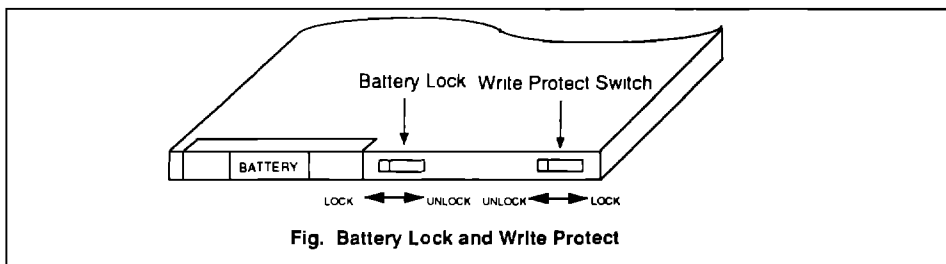 Battery Lock Write Protect Switch
BATTERY
LOCK UNLOCK UNLOCK LOCK
Fig. Battery Lock and Write Protect